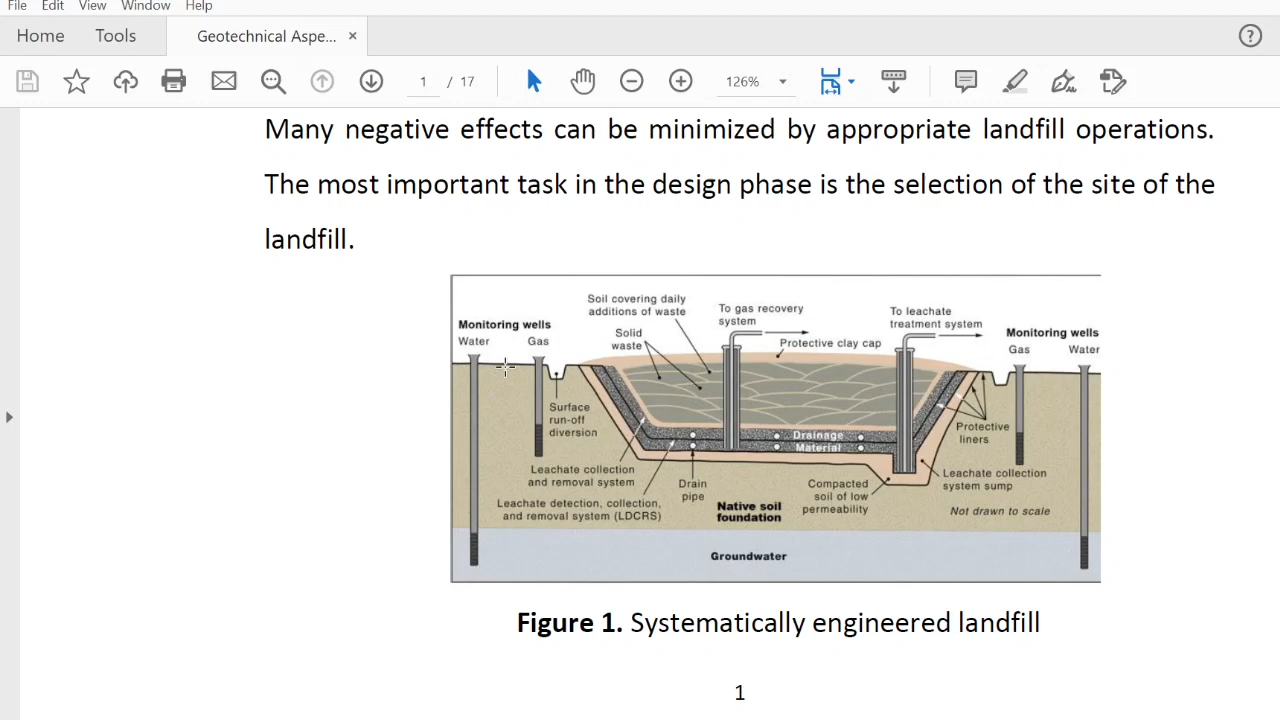 File Edit View Window Help
Home Tools Geotechnical Aspe... ×
1 / 17 126%
Many negative effects can be minimized by appropriate landfill operations.
The most important task in the design phase is the selection of the site of the
landfill.
Soil covering daily
additions of waste
To gas recovery
system
To leachate
treatment system
Monitoring wells
Water Gas
Solid
waste
Protective clay cap
Monitoring wells
Gas Water
Surface
run-off
diversion
Drainage
Material
Protective
liners
Leachate collection
and removal system
Drain
pipe
Compacted
soil of low
permeability
Leachate collection
system sump
Leachate detection, collection,
and removal system (LDCRS)
Native soil
foundation
Not drawn to scale
Groundwater
Figure 1. Systematically engineered landfill
1